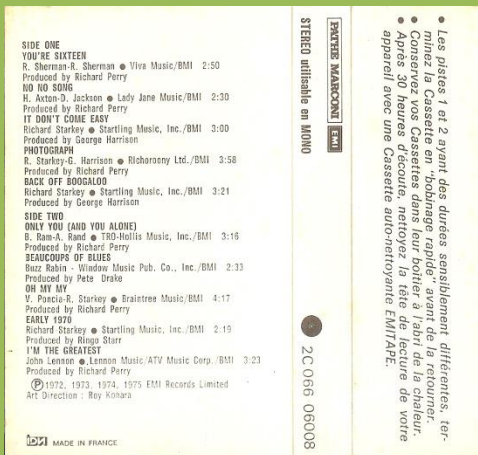 SIDE ONE
YOU'RE SIXTEEN
R. Sherman-R. Sherman ● Viva Music/BMI 2:50
Produced by Richard Perry
NO NO SONG
H. Axton-D. Jackson ● Lady Jane Music/BMI 2:30
Produced by Richard Perry
IT DON'T COME EASY
Richard Starkey ● Startling Music, Inc./BMI 3:00
Produced by George Harrison
PHOTOGRAPH
R. Starkey-G. Harrison ● Richoroony Ltd./BMI 3:58
Produced by Richard Perry
BACK OFF BOOGALOO
Richard Starkey ● Startling Music, Inc./BMI 3:21
Produced by George Harrison
SIDE TWO
ONLY YOU (AND YOU ALONE)
B. Ram-A. Rand ● TRO-Hollis Music, Inc./BMI 3:16
Produced by Richard Perry
BEAUCOUPS OF BLUES
Buzz Rabin - Window Music Pub. Co., Inc./BMI 2:33
Produced by Pete Drake
OH MY MY
V. Poncia-R. Starkey ● Braintree Music/BMI 4:17
Produced by Richard Perry
EARLY 1970
Richard Starkey ● Startling Music, Inc./BMI 2:19
Produced by Ringo Starr
I'M THE GREATEST
John Lennon ● Lennon Music/ATV Music Corp./BMI 3:23
Produced by Richard Perry
Ⓟ1972, 1973, 1974, 1975 EMI Records Limited
Art Direction : Roy Kohara
MADE IN FRANCE
PATHE MARCONI EMI
STEREO utilisable en MONO
2C 066 06008
● Les pistes 1 et 2 ayant des durées sensiblement différentes, ter-
minez la Cassette en "bobinage rapide" avant de la retourner.
● Conservez vos Cassettes dans leur boîtier à l'abri de la chaleur.
● Après 30 heures d'écoute, nettoyez la tête de lecture de votre
appareil avec une Cassette auto-nettoyante EMITAPE.